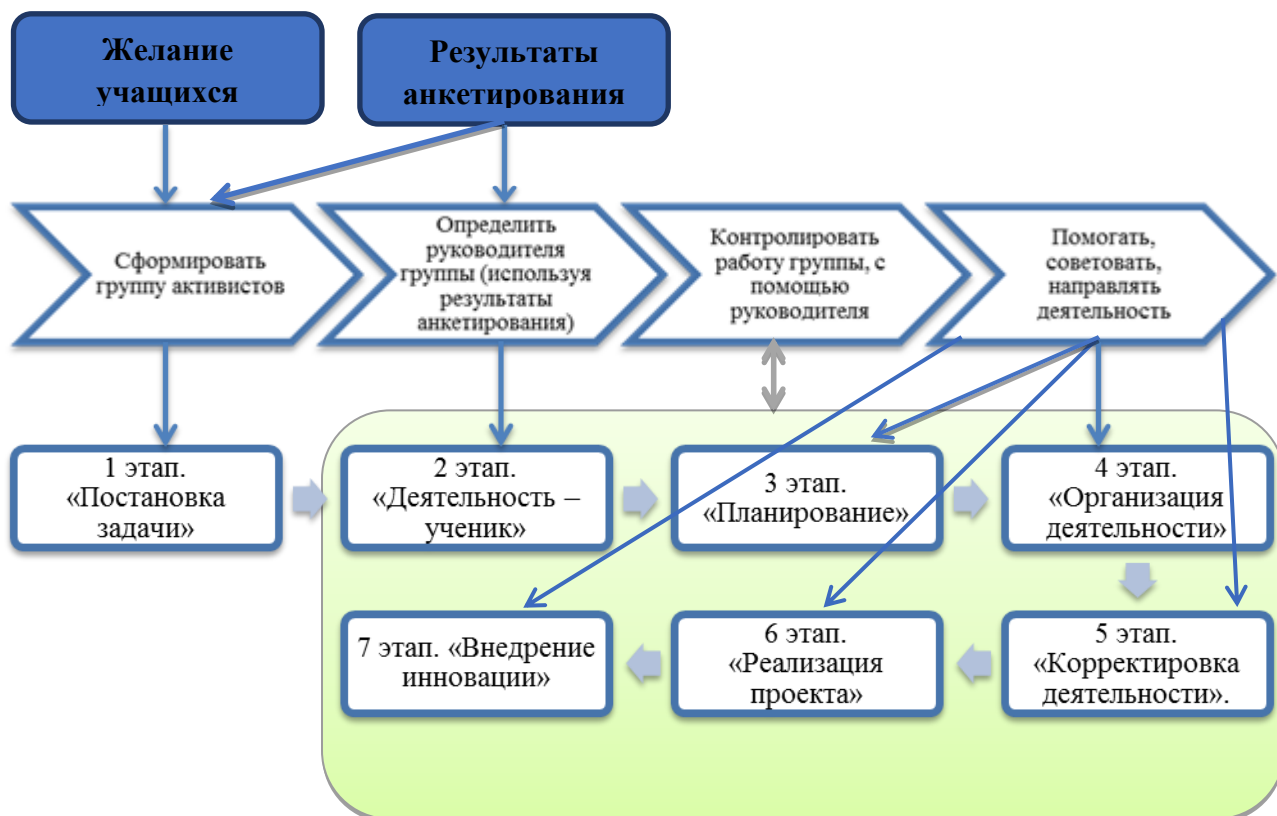 Желание
учащихся
Результаты
анкетирования
Сформировать
группу активистов
Определить
руководителя
группы (используя
результаты
анкетирования)
Контролировать
работу группы, с
помощью
руководителя
Помогать,
советовать,
направлять
деятельность
1 этап.
«Постановка
задачи»
2 этап.
«Деятельность –
ученик»
3 этап.
«Планирование»
4 этап.
«Организация
деятельности»
7 этап. «Внедрение
инновации»
6 этап.
«Реализация
проекта»
5 этап.
«Корректировка
деятельности».